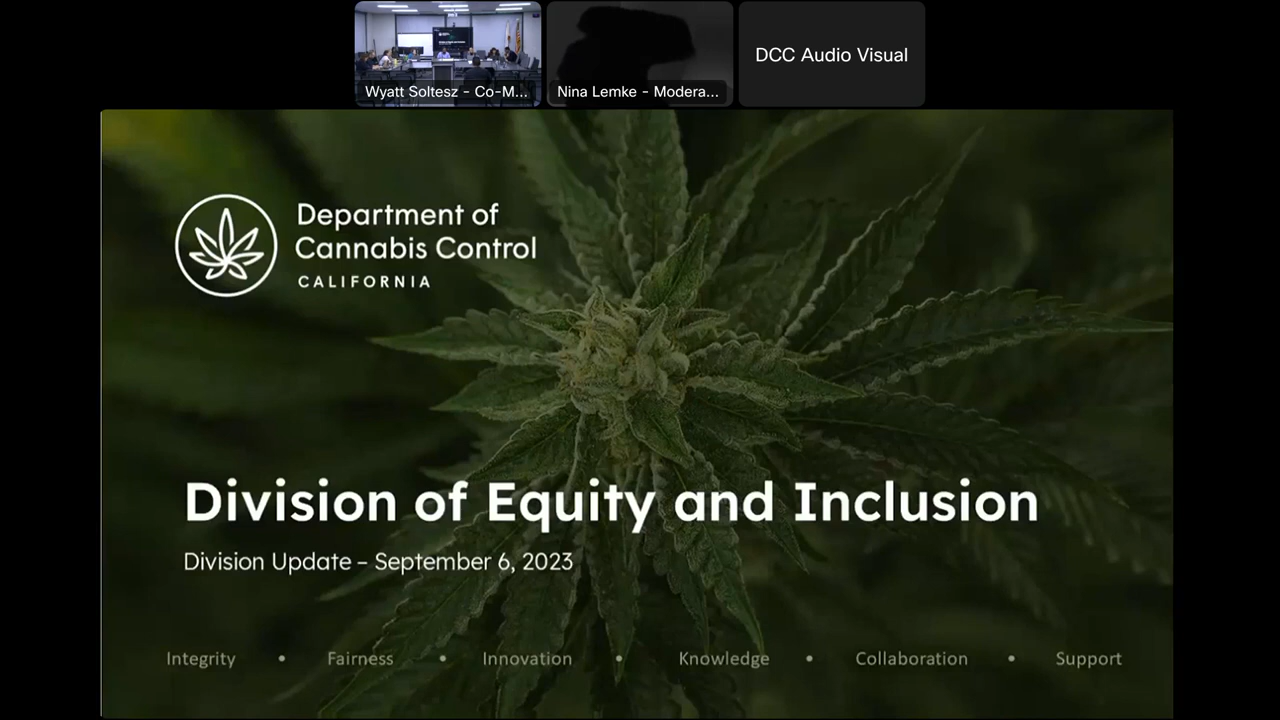 Wyatt Soltesz - Co-M...
Nina Lemke - Modera...
DCC Audio Visual
Department of
Cannabis Control
CALIFORNIA
Division of Equity and Inclusion
Division Update – September 6, 2023
Integrity • Fairness • Innovation • Knowledge • Collaboration • Support